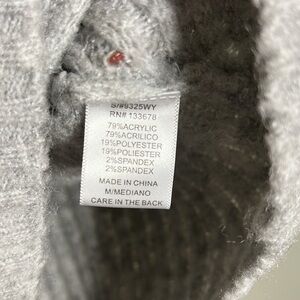 S/#9325WY
RN# 133678
79%ACRYLIC
79%ACRILICO
19%POLYESTER
19%POLIESTER
2%SPANDEX
2%SPANDEX
MADE IN CHINA
M/MEDIANO
CARE IN THE BACK